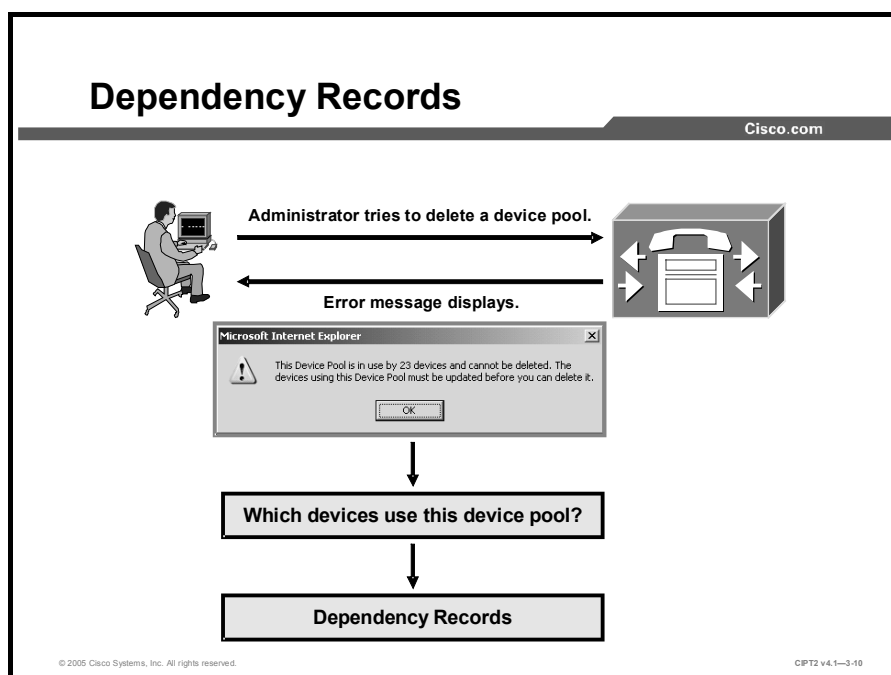 Dependency Records
Cisco.com
Administrator tries to delete a device pool.
Error message displays.
Microsoft Internet Explorer
This Device Pool is in use by 23 devices and cannot be deleted. The
devices using this Device Pool must be updated before you can delete it.
OK
Which devices use this device pool?
Dependency Records
© 2005 Cisco Systems, Inc. All rights reserved.
CIPT2 v4.1—3-10